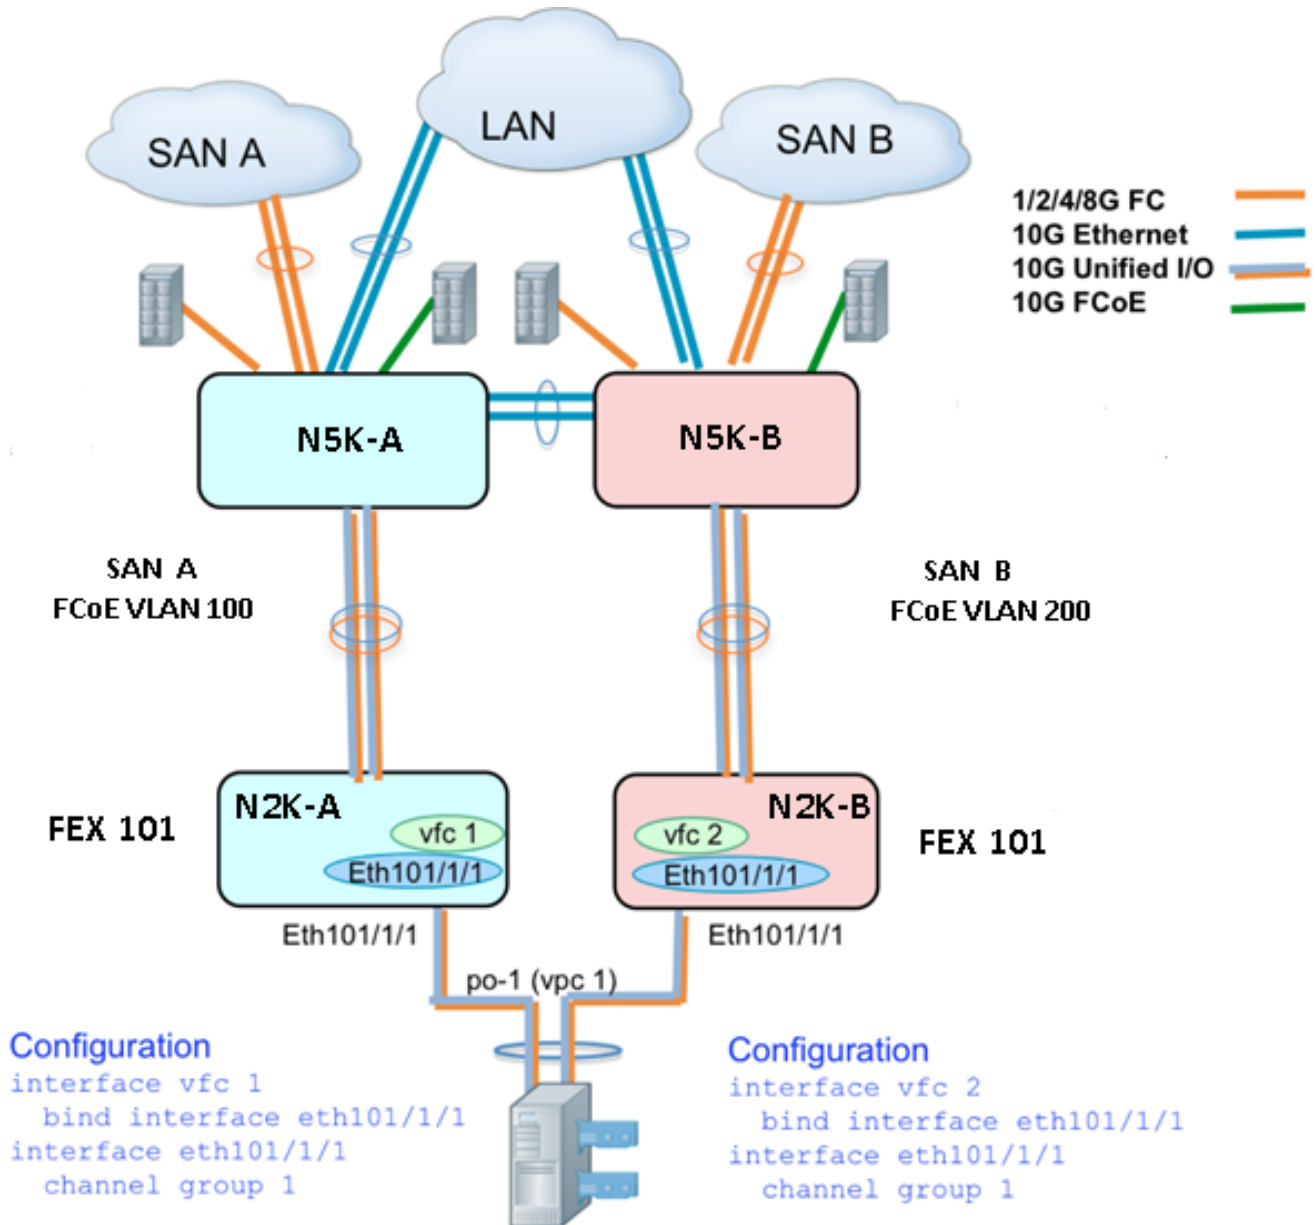 LAN
SAN A
SAN B
1/2/4/8G FC
10G Ethernet
10G Unified I/O
10G FCoE
N5K-A
N5K-B
SAN A
FCoE VLAN 100
SAN B
FCoE VLAN 200
FEX 101
N2K-A
vfc 1
Eth101/1/1
N2K-B
vfc 2
Eth101/1/1
FEX 101
Eth101/1/1
Eth101/1/1
po-1 (vpc 1)
Configuration
interface vfc 1
bind interface eth101/1/1
interface eth101/1/1
channel group 1
Configuration
interface vfc 2
bind interface eth101/1/1
interface eth101/1/1
channel group 1